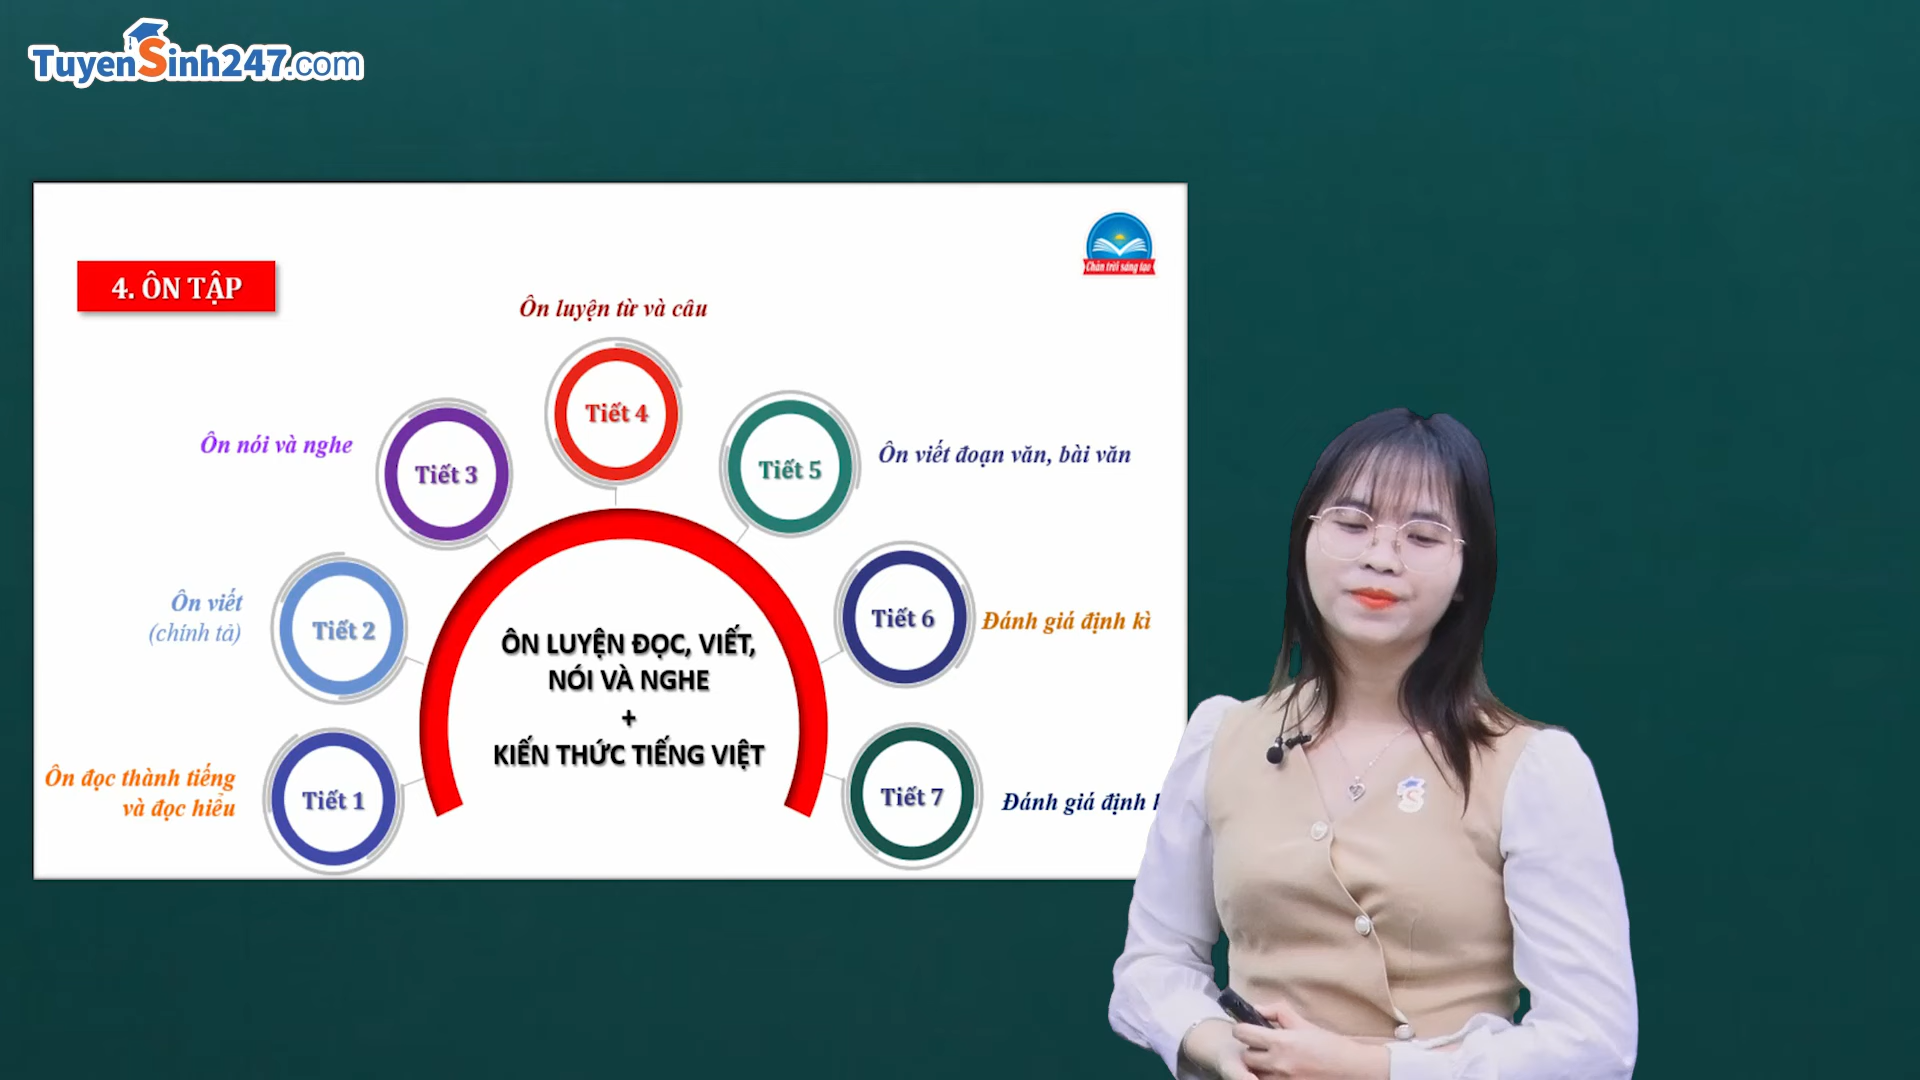 TuyenSinh247.com
Chân trời sáng tạo
4. ÔN TẬP
Ôn luyện từ và câu
Tiết 4
Ôn nói và nghe
Tiết 3
Tiết 5
Ôn viết đoạn văn, bài văn
Ôn viết
(chính tả)
Tiết 2
Tiết 6
Đánh giá định kì
ÔN LUYỆN ĐỌC, VIẾT,
NÓI VÀ NGHE
+
KIẾN THỨC TIẾNG VIỆT
Ôn đọc thành tiếng
và đọc hiểu
Tiết 1
Tiết 7
Đánh giá định